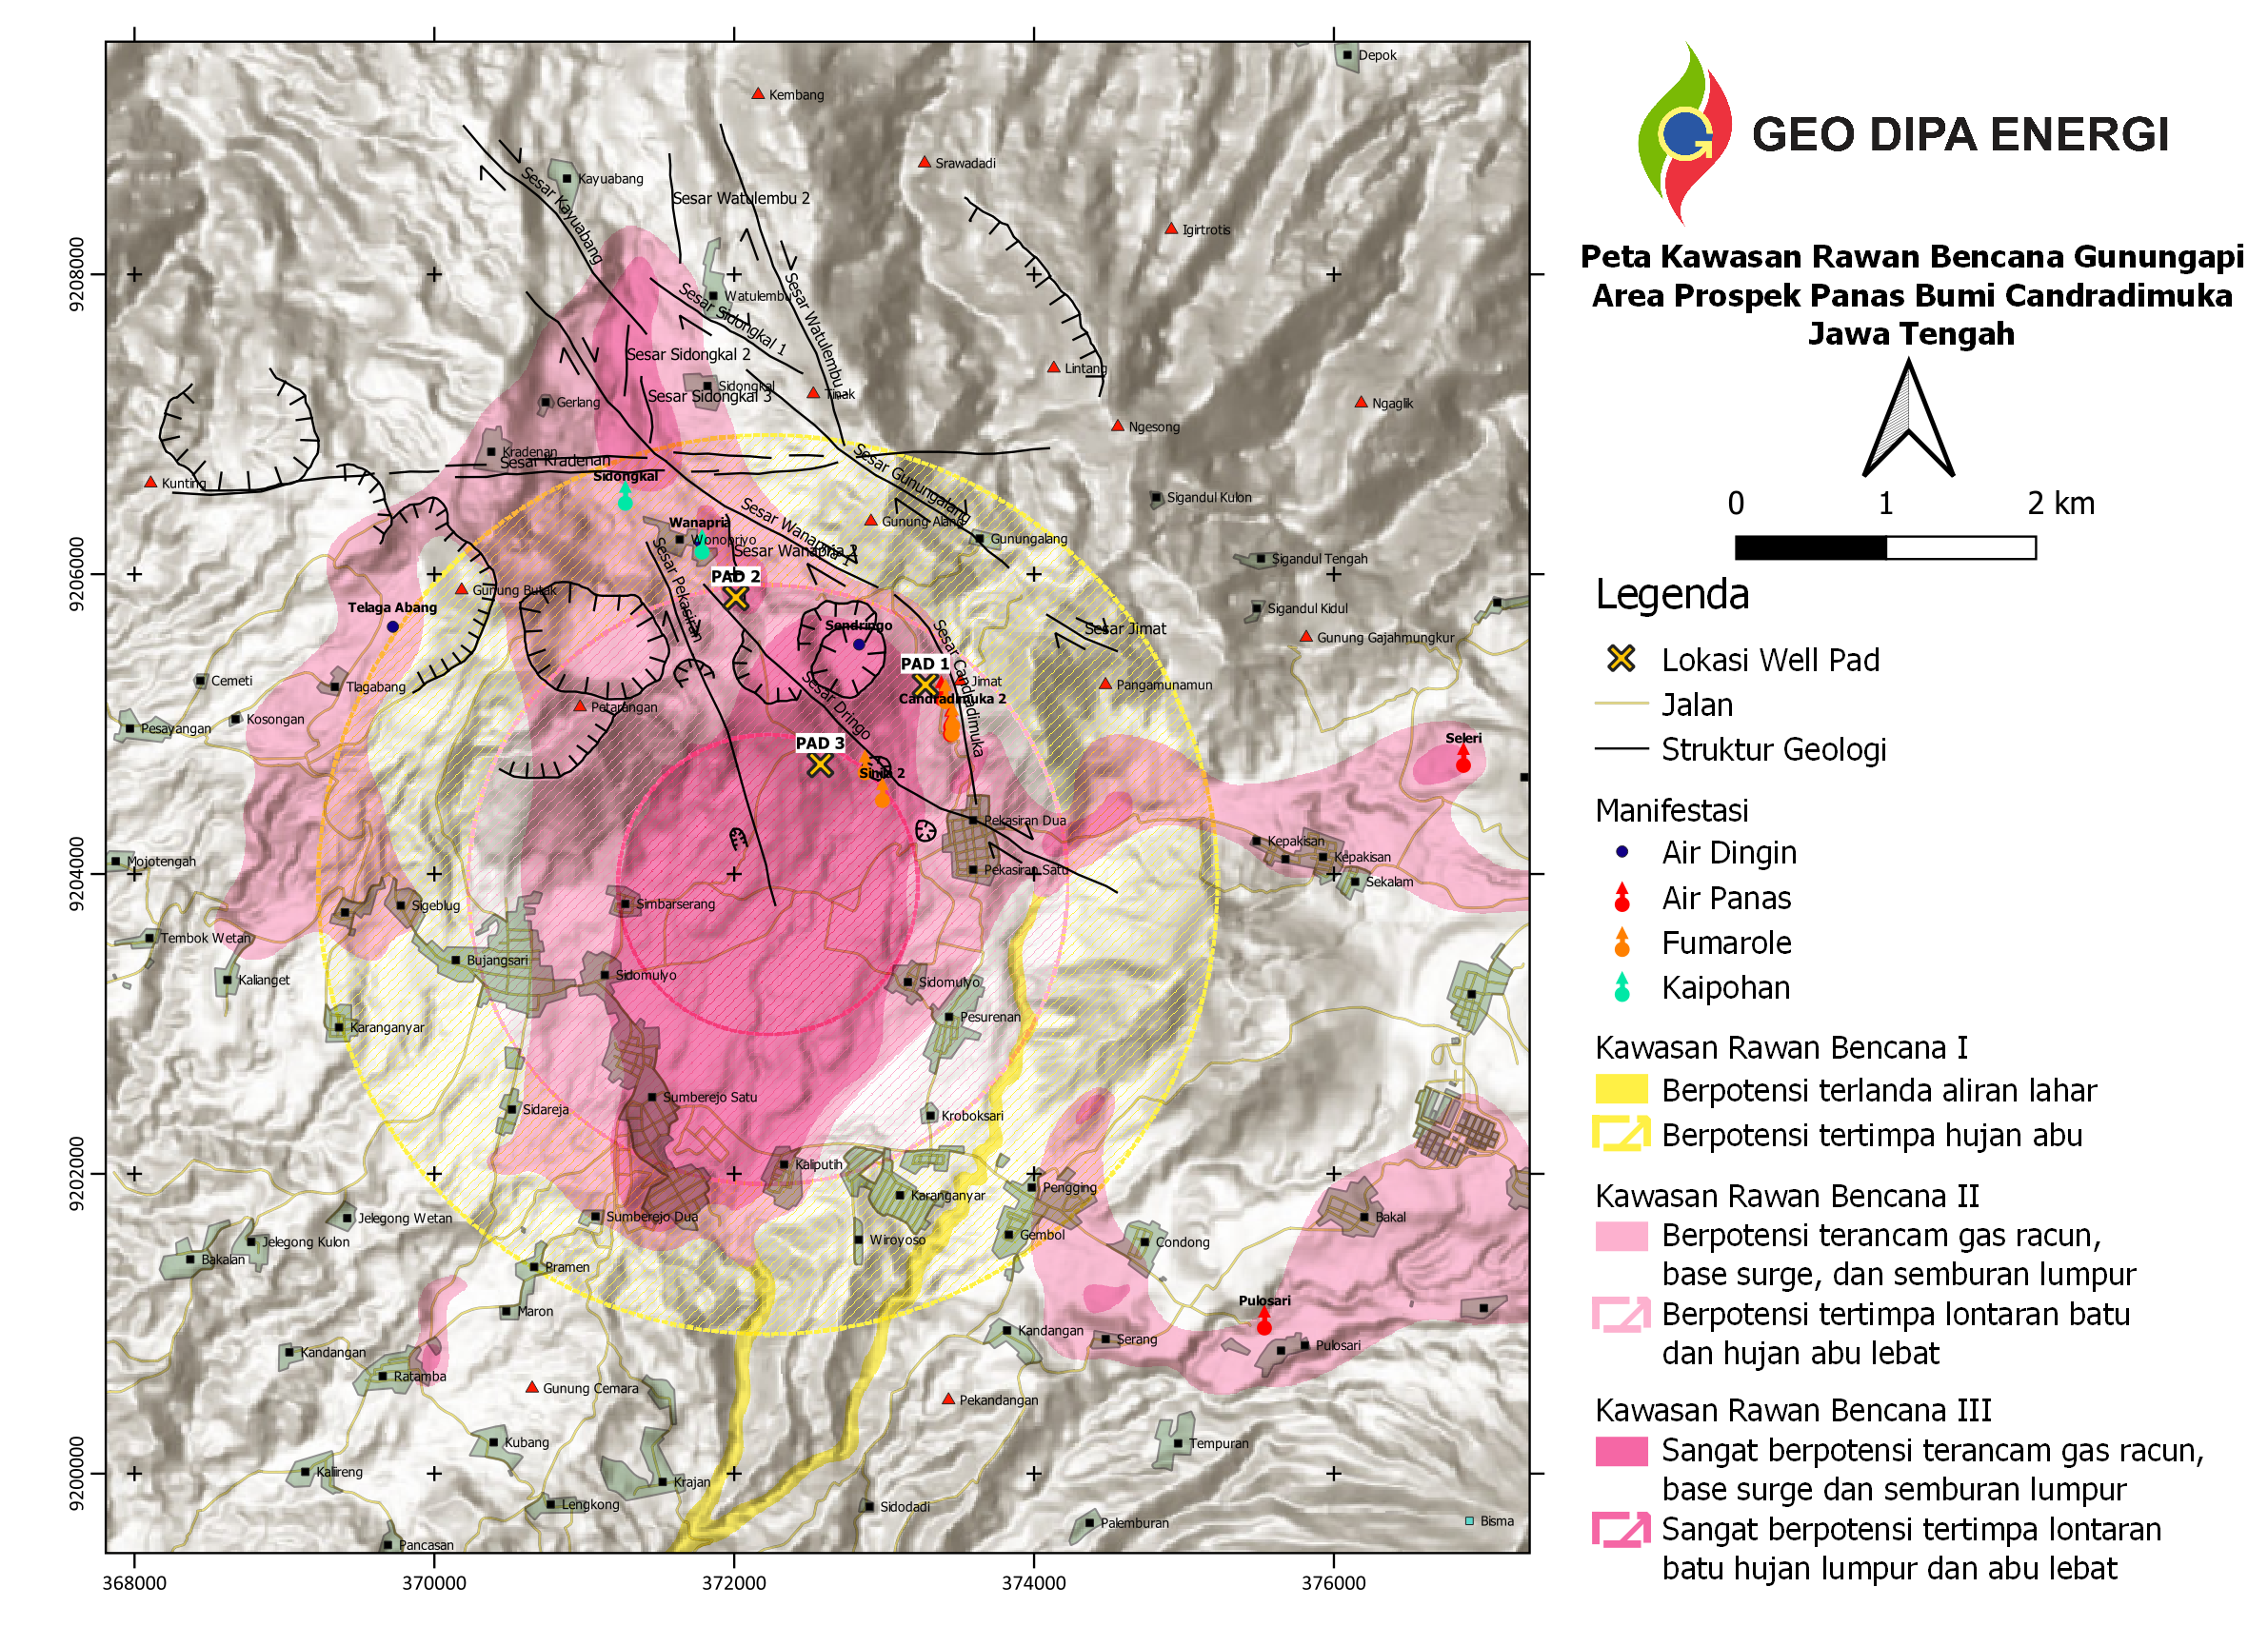 GEO DIPA ENERGI
Peta Kawasan Rawan Bencana Gunungapi
Area Prospek Panas Bumi Candradimuka
Jawa Tengah
0 1 2 km
Legenda
Lokasi Well Pad
Jalan
Struktur Geologi
Manifestasi
Air Dingin
Air Panas
Fumarole
Kaipohan
Kawasan Rawan Bencana I
Berpotensi terlanda aliran lahar
Berpotensi tertimpa hujan abu
Kawasan Rawan Bencana II
Berpotensi terancam gas racun,
base surge, dan semburan lumpur
Berpotensi tertimpa lontaran batu
dan hujan abu lebat
Kawasan Rawan Bencana III
Sangat berpotensi terancam gas racun,
base surge dan semburan lumpur
Sangat berpotensi tertimpa lontaran
batu hujan lumpur dan abu lebat
Depok
Kembang
Srawadadi
Kayuabang
Sesar Kayuabang
Sesar Watulembu 2
Igirtrotis
Watulembu
Sesar Watulembu
Sesar Sidongkal 1
Sesar Sidongkal 2
Lintang
Sidongkal
Sesar Sidongkal 3
Tinak
Gerlang
Ngaglik
Ngesong
Kradenan
Sesar Kradenan
Sesar Gunungalang
Kunting
Sidongkal
Sigandul Kulon
Wanapria
Wonopriyo
Sesar Wanapria 1
Sesar Wanapria 2
Gunung Alang
Gunungalang
Sigandul Tengah
PAD 2
Gunung Butak
Telaga Abang
Sesar Pekasiran
Sendringo
Sesar Jimat
Sigandul Kidul
Gunung Gajahmungkur
Cemeti
Tlagabang
PAD 1
Jimat
Candradimuka 2
Sesar Candradimuka
Pangamunamun
Kosongan
Pesayangan
Petarangan
Sesar Dringo
PAD 3
Sinila 2
Seleri
Pekasiran Dua
Kepakisan
Kepakisan
Mojotengah
Pekasiran Satu
Sekalam
Sigeblug
Simbarserang
Tembok Wetan
Bujangsari
Kalianget
Sidomulyo
Sidomulyo
Karanganyar
Pesurenan
Sumberejo Satu
Sidareja
Kroboksari
Kaliputih
Karanganyar
Pengging
Jelegong Wetan
Sumberejo Dua
Bakal
Jelegong Kulon
Bakalan
Wiroyoso
Gembol
Condong
Pramen
Maron
Pulosari
Kandangan
Serang
Pulosari
Kandangan
Ratamba
Gunung Cemara
Pekandangan
Kubang
Tempuran
Kalireng
Krajan
Lengkong
Sidodadi
Palemburan
Bisma
Pancasan
9208000
9206000
9204000
9202000
9200000
368000 370000 372000 374000 376000